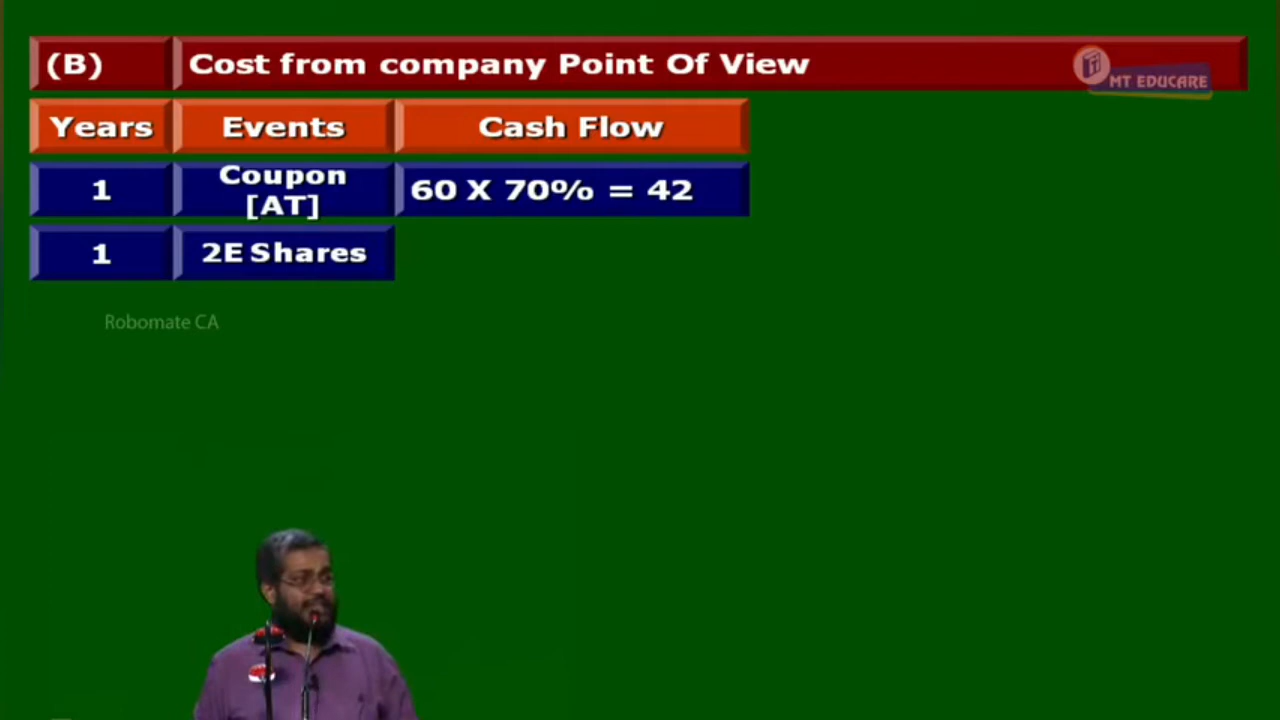 (B) Cost from company Point Of View
MT EDUCARE
Years Events Cash Flow
1 Coupon [AT] 60 X 70% = 42
1 2E Shares
Robomate CA